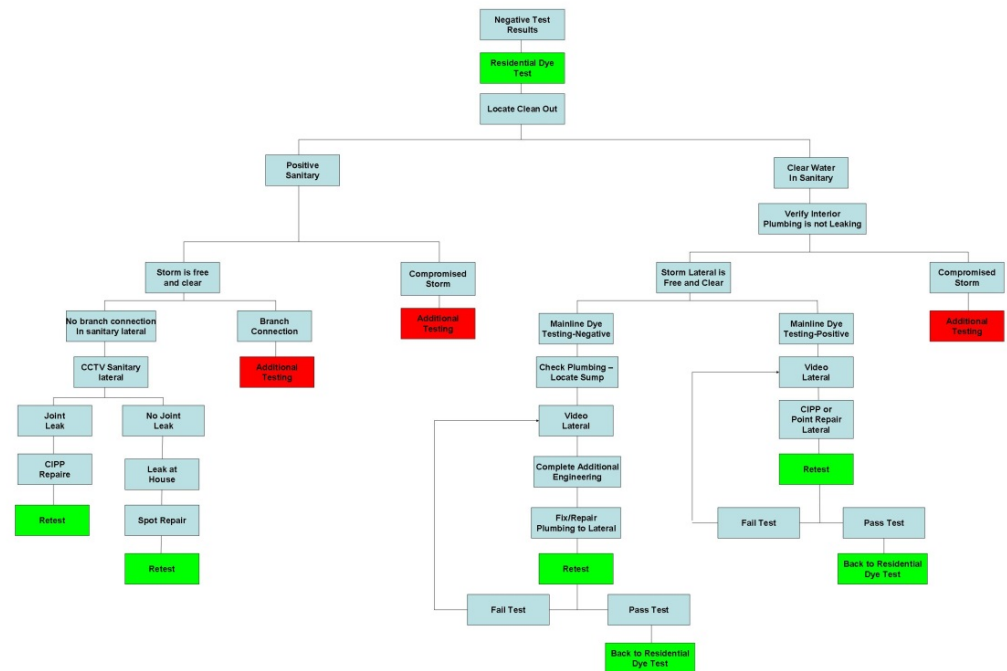 Negative Test
Results
Residential Dye
Test
Locate Clean Out
Positive
Sanitary
Clear Water
In Sanitary
Verify Interior
Plumbing is not Leaking
Storm is free
and clear
Compromised
Storm
Storm Lateral is
Free and Clear
Compromised
Storm
No branch connection
In sanitary lateral
Branch
Connection
Additional
Testing
Mainline Dye
Testing-Negative
Mainline Dye
Testing-Positive
Additional
Testing
CCTV Sanitary
lateral
Additional
Testing
Check Plumbing –
Locate Sump
Video
Lateral
Joint
Leak
No Joint
Leak
Video
Lateral
CIPP or
Point Repair
Lateral
CIPP
Repaire
Leak at
House
Complete Additional
Engineering
Retest
Retest
Spot Repair
Fix/Repair
Plumbing to Lateral
Fail Test
Pass Test
Retest
Retest
Back to Residential
Dye Test
Fail Test
Pass Test
Back to Residential
Dye Test